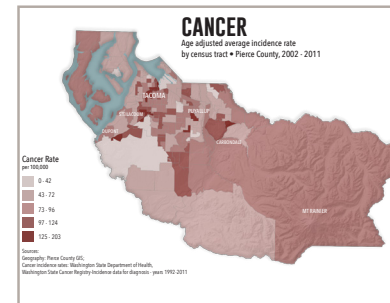 CANCER
Age adjusted average incidence rate
by census tract • Pierce County, 2002 - 2011
TACOMA
PUYALLUP
STEILACOOM
DUPONT
CARBONADO
MT RAINIER
Cancer Rate
per 100,000
0 - 42
43 - 72
73 - 96
97 - 124
125 - 203
Sources:
Geography: Pierce County GIS;
Cancer incidence rates: Washington State Department of Health,
Washington State Cancer Registry-Incidence data for diagnosis - years 1992-2011